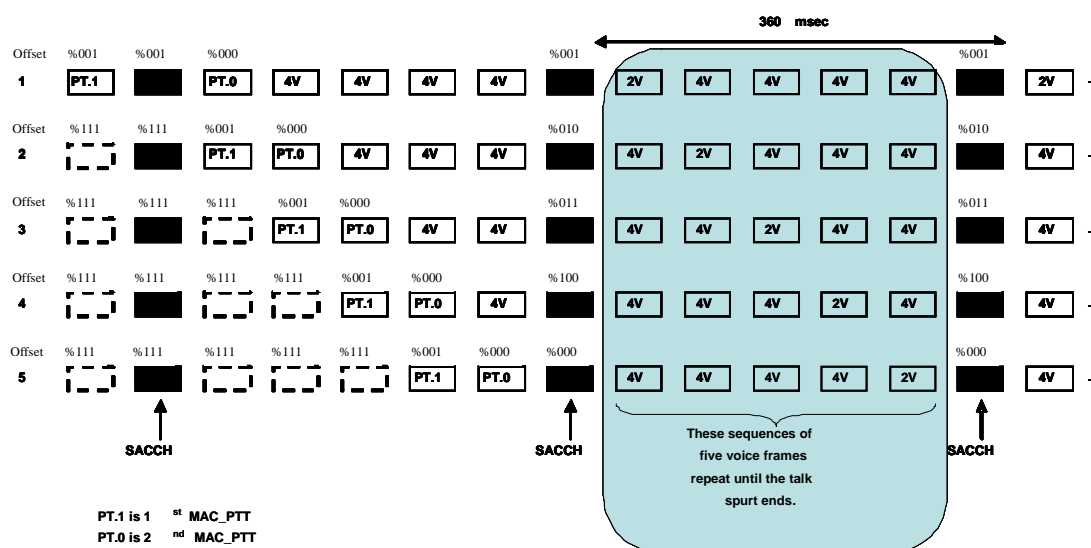 360 msec
Offset %001 %001 %000 %001 %001
1 PT.1 PT.0 4V 4V 4V 4V 2V 4V 4V 4V 4V 2V
Offset %111 %111 %001 %000 %010 %010
2 PT.1 PT.0 4V 4V 4V 4V 2V 4V 4V 4V 4V
Offset %111 %111 %111 %001 %000 %011 %011
3 PT.1 PT.0 4V 4V 4V 4V 2V 4V 4V 4V
Offset %111 %111 %111 %111 %001 %000 %100 %100
4 PT.1 PT.0 4V 4V 4V 4V 2V 4V 4V
Offset %111 %111 %111 %111 %111 %001 %000 %000 %000
5 PT.1 PT.0 4V 4V 4V 4V 2V 4V
SACCH SACCH SACCH
These sequences of
five voice frames
repeat until the talk
spurt ends.
PT.1 is 1 st MAC_PTT
PT.0 is 2 nd MAC_PTT